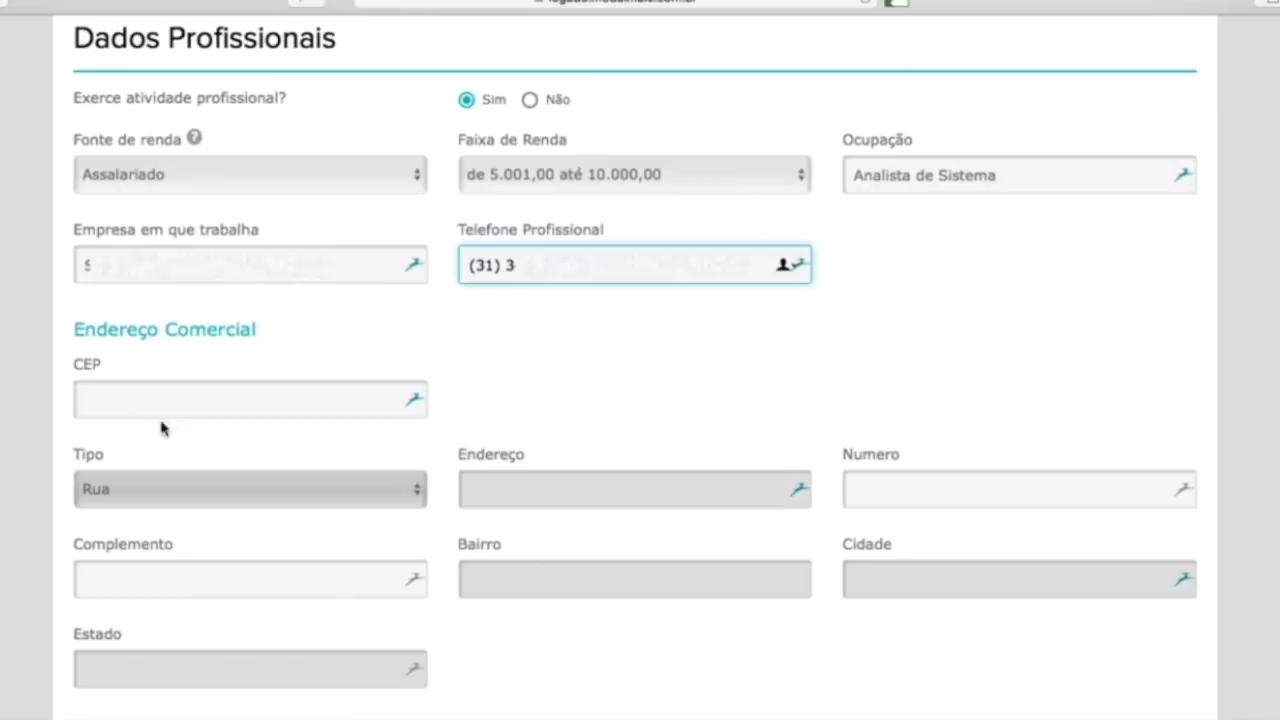 Dados Profissionais
Exerce atividade profissional? Sim Não
Fonte de renda ? Faixa de Renda Ocupação
Assalariado de 5.001,00 até 10.000,00 Analista de Sistema
Empresa em que trabalha Telefone Profissional
(31) 3
Endereço Comercial
CEP
Tipo Endereço Numero
Rua
Complemento Bairro Cidade
Estado